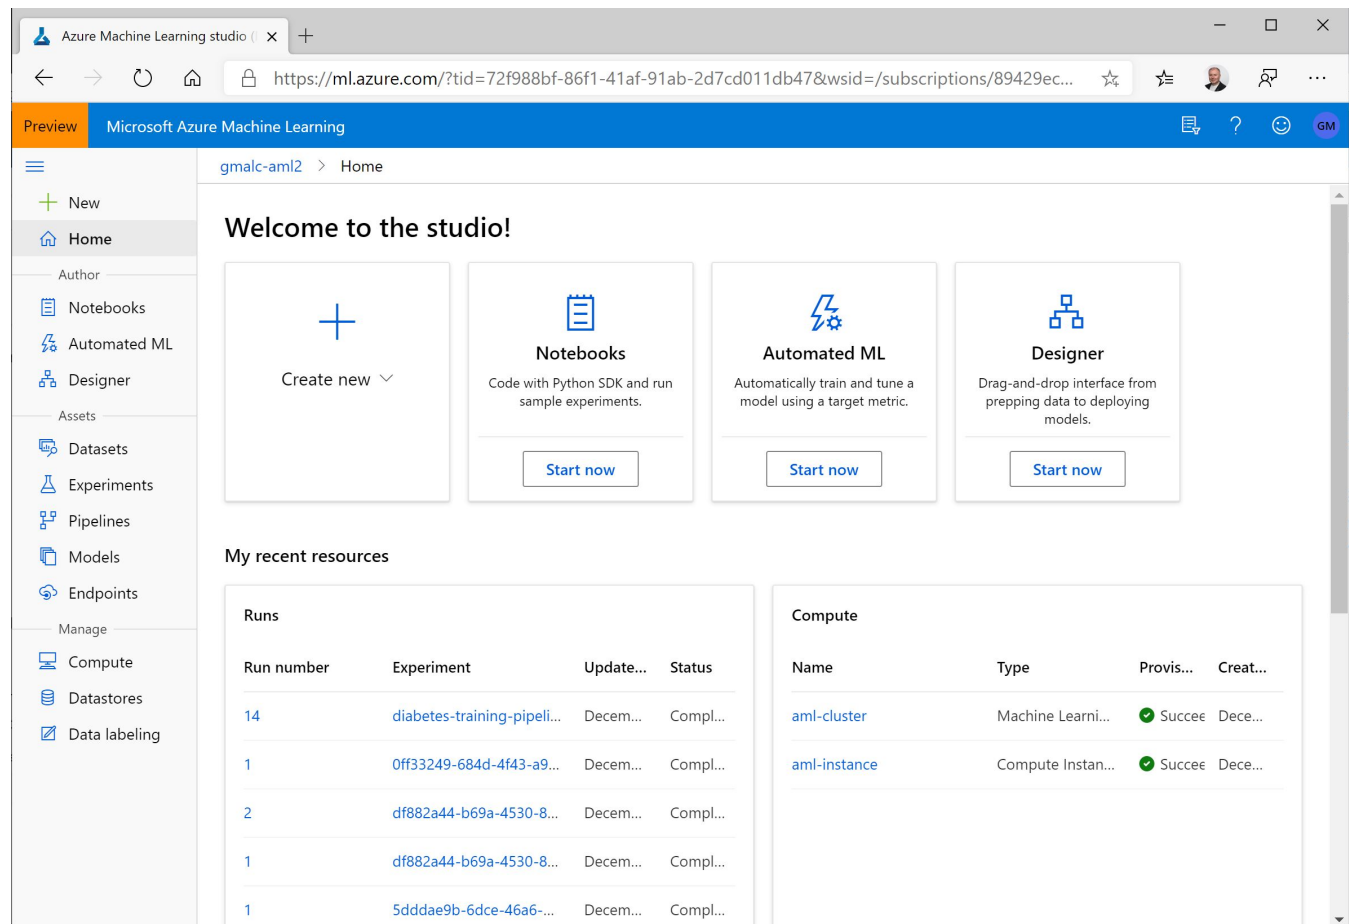 Azure Machine Learning studio (
https://ml.azure.com/?tid=72f988bf-86f1-41af-91ab-2d7cd011db47&wsid=/subscriptions/89429ec...
Preview
Microsoft Azure Machine Learning
GM
gmalc-aml2 > Home
New
Home
Author
Notebooks
Automated ML
Designer
Assets
Datasets
Experiments
Pipelines
Models
Endpoints
Manage
Compute
Datastores
Data labeling
Welcome to the studio!
Create new
Notebooks
Code with Python SDK and run
sample experiments.
Start now
Automated ML
Automatically train and tune a
model using a target metric.
Start now
Designer
Drag-and-drop interface from
prepping data to deploying
models.
Start now
My recent resources
Runs
Run number Experiment Update... Status
14 diabetes-training-pipeli... Decem... Compl...
1 0ff33249-684d-4f43-a9... Decem... Compl...
2 df882a44-b69a-4530-8... Decem... Compl...
1 df882a44-b69a-4530-8... Decem... Compl...
1 5dddae9b-6dce-46a6-... Decem... Compl...
Compute
Name Type Provis... Creat...
aml-cluster Machine Learni... Succee Dece...
aml-instance Compute Instan... Succee Dece...